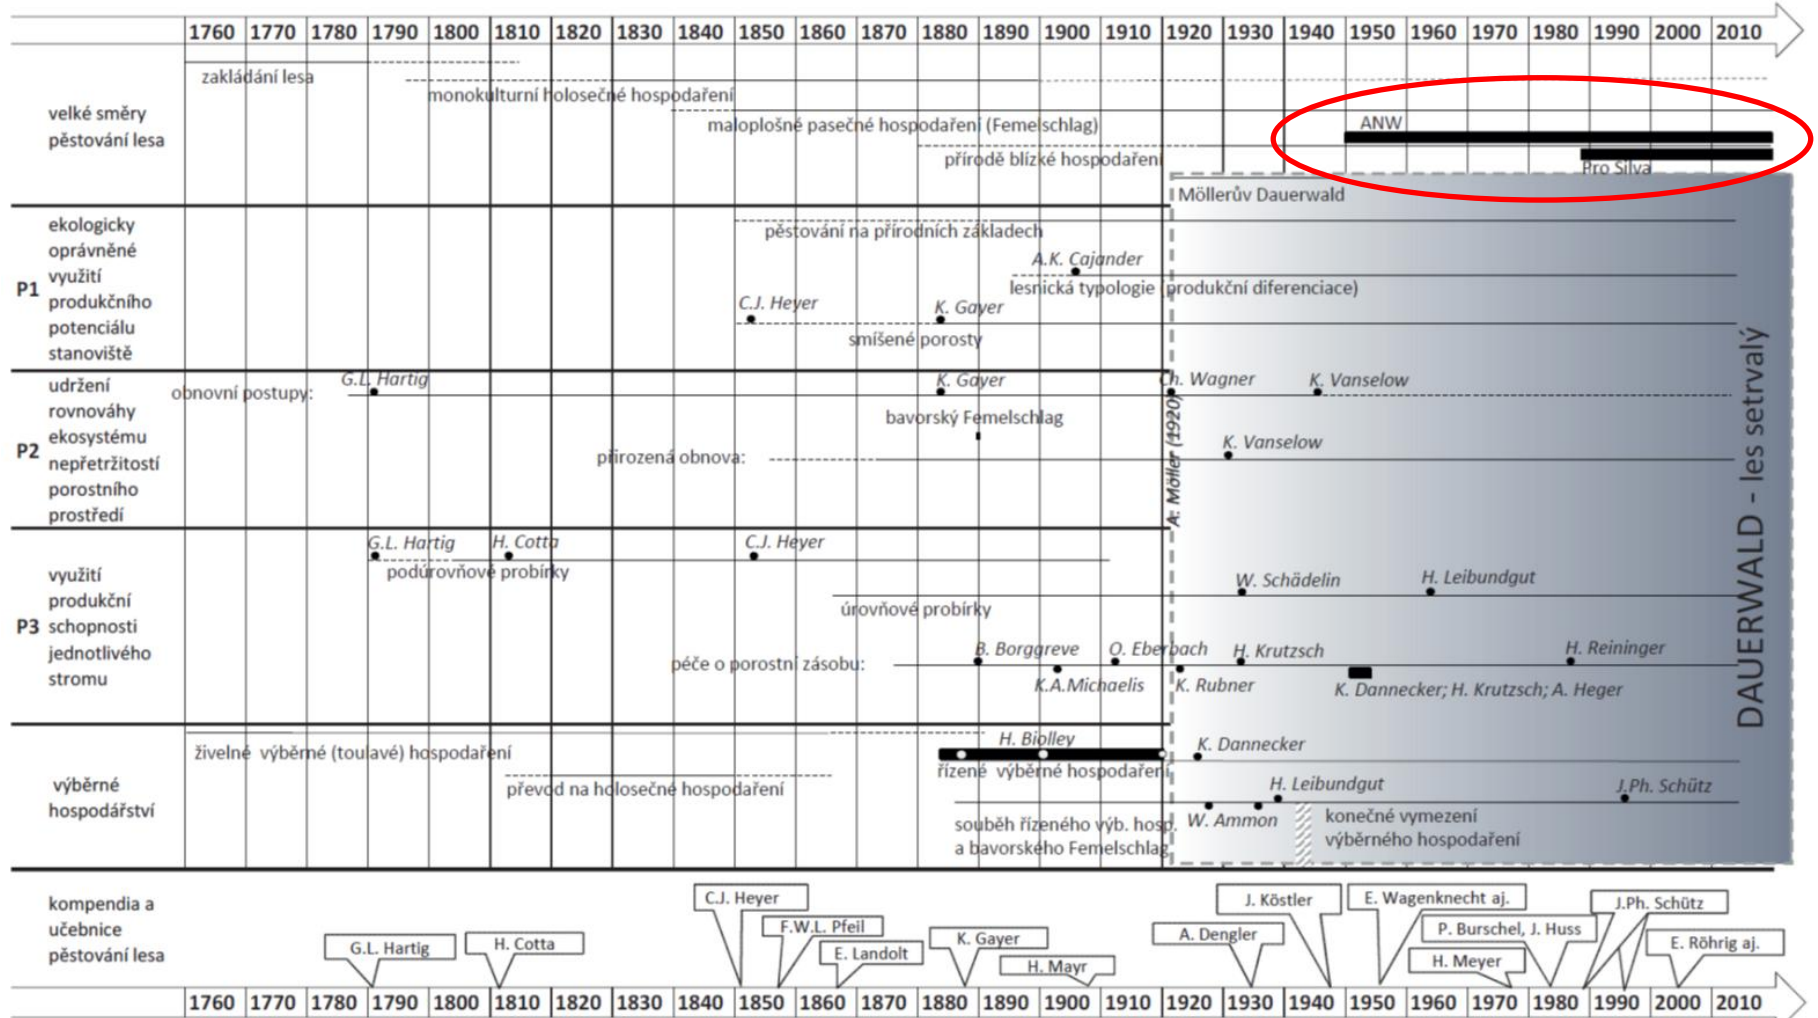 1760 1770 1780 1790 1800 1810 1820 1830 1840 1850 1860 1870 1880 1890 1900 1910 1920 1930 1940 1950 1960 1970 1980 1990 2000 2010
velké směry
pěstování lesa
zakládání lesa
monokulturní holosečné hospodaření
maloplošné pasečné hospodaření (Femelschlag)
ANW
přírodě blízké hospodaření
Pro Silva
Möllerův Dauerwald
P1
ekologicky
oprávněné
využití
produkčního
potenciálu
stanoviště
pěstování na přírodních základech
A.K. Cajander
lesnická typologie (produkční diferenciace)
C.J. Heyer
K. Gayer
smíšené porosty
P2
udržení
rovnováhy
ekosystému
nepřetržitostí
porostního
prostředí
obnovní postupy:
G.L. Hartig
K. Gayer
Ch. Wagner
K. Vanselow
bavorský Femelschlag
přirozená obnova:
K. Vanselow
A. Möller (1920)
P3
využití
produkční
schopnosti
jednotlivého
stromu
G.L. Hartig
H. Cotta
C.J. Heyer
podúrovňové probírky
W. Schädelin
H. Leibundgut
úrovňové probírky
péče o porostní zásobu:
B. Borggreve
O. Eberbach
H. Krutzsch
H. Reininger
K.A.Michaelis
K. Rubner
K. Dannecker; H. Krutzsch; A. Heger
DAUERWALD - les setrvalý
výběrné
hospodářství
živelné výběrné (toulavé) hospodaření
H. Biolley
K. Dannecker
řízené výběrné hospodaření
převod na holosečné hospodaření
H. Leibundgut
J.Ph. Schütz
souběh řízeného výb. hosp.
a bavorského Femelschlag
W. Ammon
konečné vymezení
výběrného hospodaření
kompendia a
učebnice
pěstování lesa
G.L. Hartig
H. Cotta
C.J. Heyer
F.W.L. Pfeil
E. Landolt
K. Gayer
H. Mayr
A. Dengler
J. Köstler
E. Wagenknecht aj.
P. Burschel, J. Huss
H. Meyer
J.Ph. Schütz
E. Röhrig aj.
1760 1770 1780 1790 1800 1810 1820 1830 1840 1850 1860 1870 1880 1890 1900 1910 1920 1930 1940 1950 1960 1970 1980 1990 2000 2010